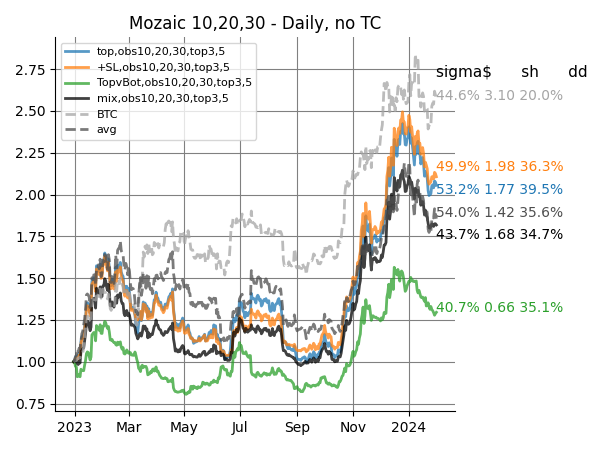 Mozaic 10,20,30 - Daily, no TC
top,obs10,20,30,top3,5
+SL,obs10,20,30,top3,5
TopvBot,obs10,20,30,top3,5
mix,obs10,20,30,top3,5
BTC
avg
sigma$ sh dd
44.6% 3.10 20.0%
49.9% 1.98 36.3%
53.2% 1.77 39.5%
54.0% 1.42 35.6%
43.7% 1.68 34.7%
40.7% 0.66 35.1%
2.75
2.50
2.25
2.00
1.75
1.50
1.25
1.00
0.75
2023 Mar May Jul Sep Nov 2024